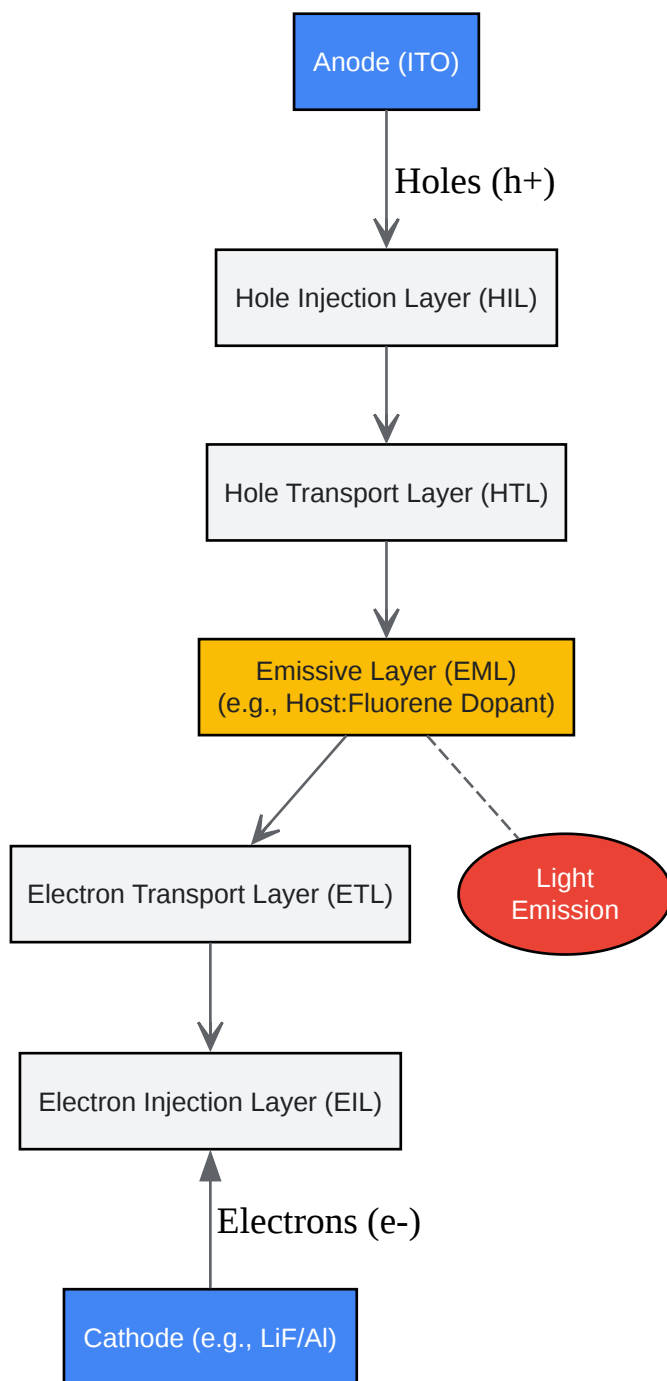 Anode (ITO)
Holes (h+)
Hole Injection Layer (HIL)
Hole Transport Layer (HTL)
Emissive Layer (EML)
(e.g., Host:Fluorene Dopant)
Electron Transport Layer (ETL)
Light
Emission
Electron Injection Layer (EIL)
Electrons (e-)
Cathode (e.g., LiF/Al)